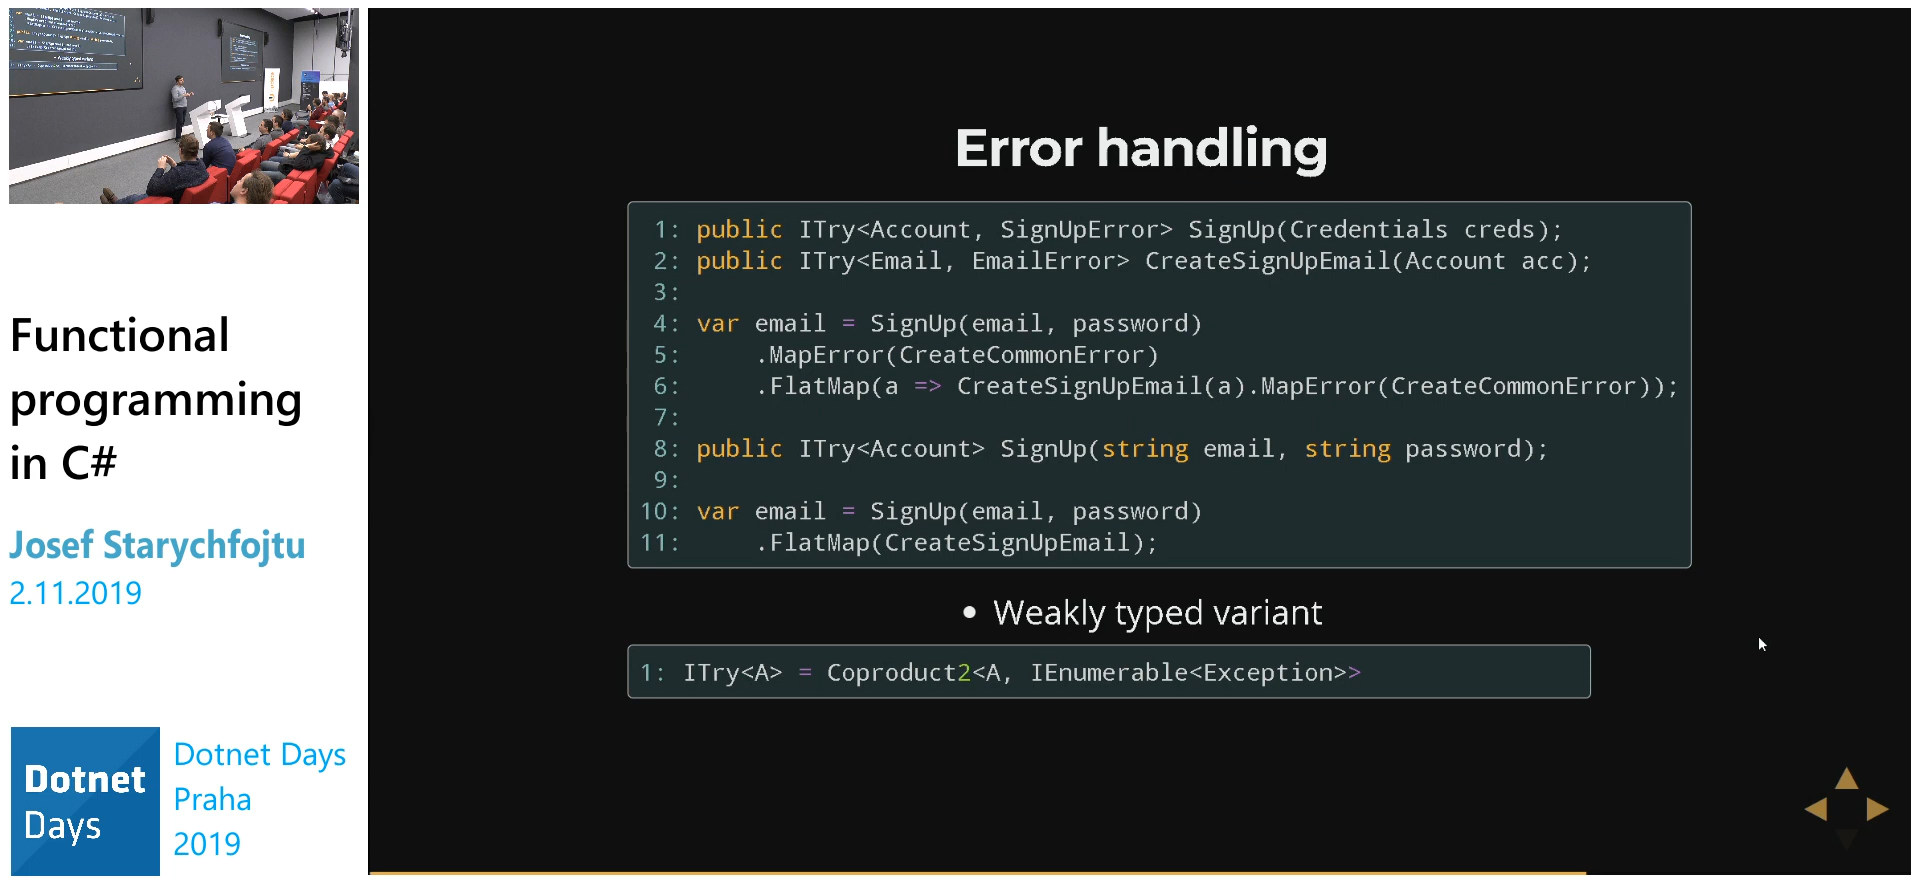 Functional
programming
in C#
Josef Starychfojtu
2.11.2019
Dotnet
Days
Dotnet Days
Praha
2019
Error handling
1: public ITry<Account, SignUpError> SignUp(Credentials creds);
2: public ITry<Email, EmailError> CreateSignUpEmail(Account acc);
3:
4: var email = SignUp(email, password)
5:     .MapError(CreateCommonError)
6:     .FlatMap(a => CreateSignUpEmail(a).MapError(CreateCommonError));
7:
8: public ITry<Account> SignUp(string email, string password);
9:
10: var email = SignUp(email, password)
11:     .FlatMap(CreateSignUpEmail);
• Weakly typed variant
1: ITry<A> = Coproduct2<A, IEnumerable<Exception>>